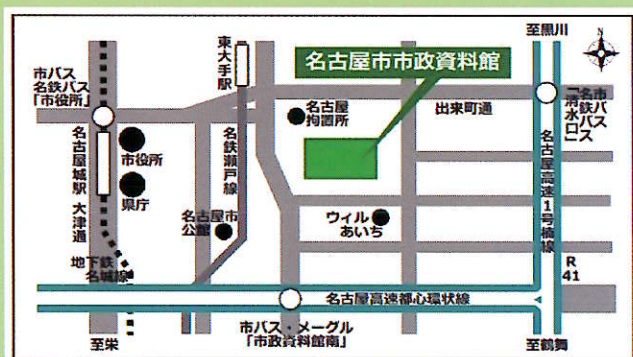 至黒川
東大手駅
名古屋市市政資料館
市バス
名鉄バス
「市役所」
名古屋
拘置所
出来町通
市バス
名鉄バス
「清水口」
市役所
名古屋城駅
大津通
名鉄瀬戸線
名古屋高速1号楠線
県庁
名古屋市
公館
ウィル
あいち
地下鉄
名城線
R
41
名古屋高速都心環状線
市バス・メーグル
「市政資料館南」
至栄
至鶴舞